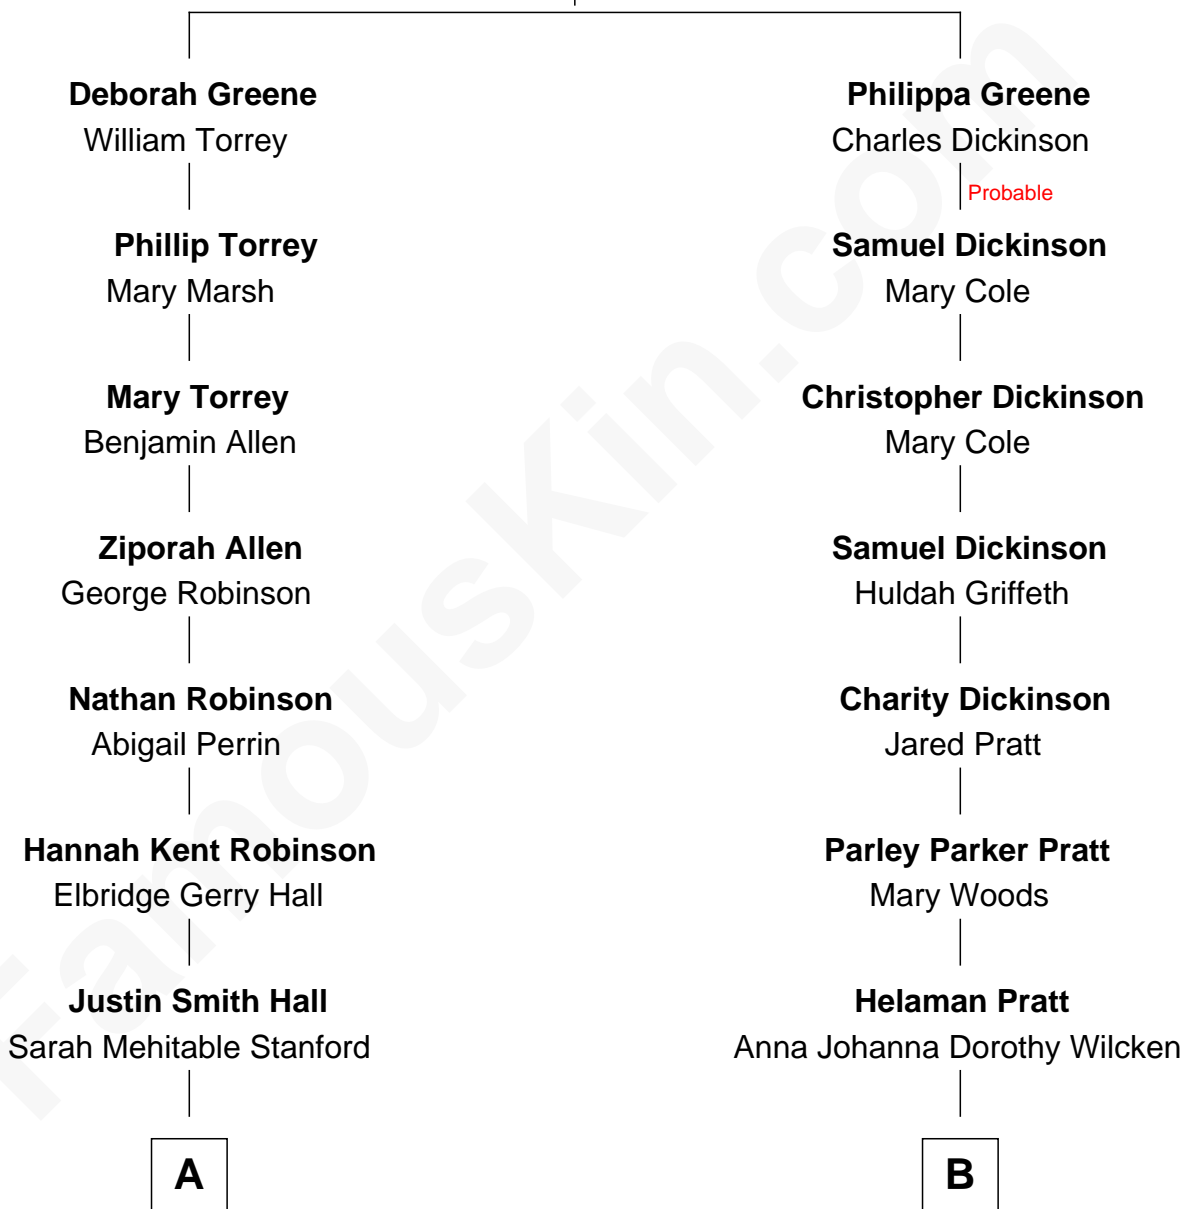 Deborah Greene
William Torrey
Philippa Greene
Charles Dickinson
Probable
Phillip Torrey
Mary Marsh
Samuel Dickinson
Mary Cole
Mary Torrey
Benjamin Allen
Christopher Dickinson
Mary Cole
Ziporah Allen
George Robinson
Samuel Dickinson
Huldah Griffeth
Nathan Robinson
Abigail Perrin
Charity Dickinson
Jared Pratt
Hannah Kent Robinson
Elbridge Gerry Hall
Parley Parker Pratt
Mary Woods
Justin Smith Hall
Sarah Mehitable Stanford
Helaman Pratt
Anna Johanna Dorothy Wilcken
A
B
FamousKin.com